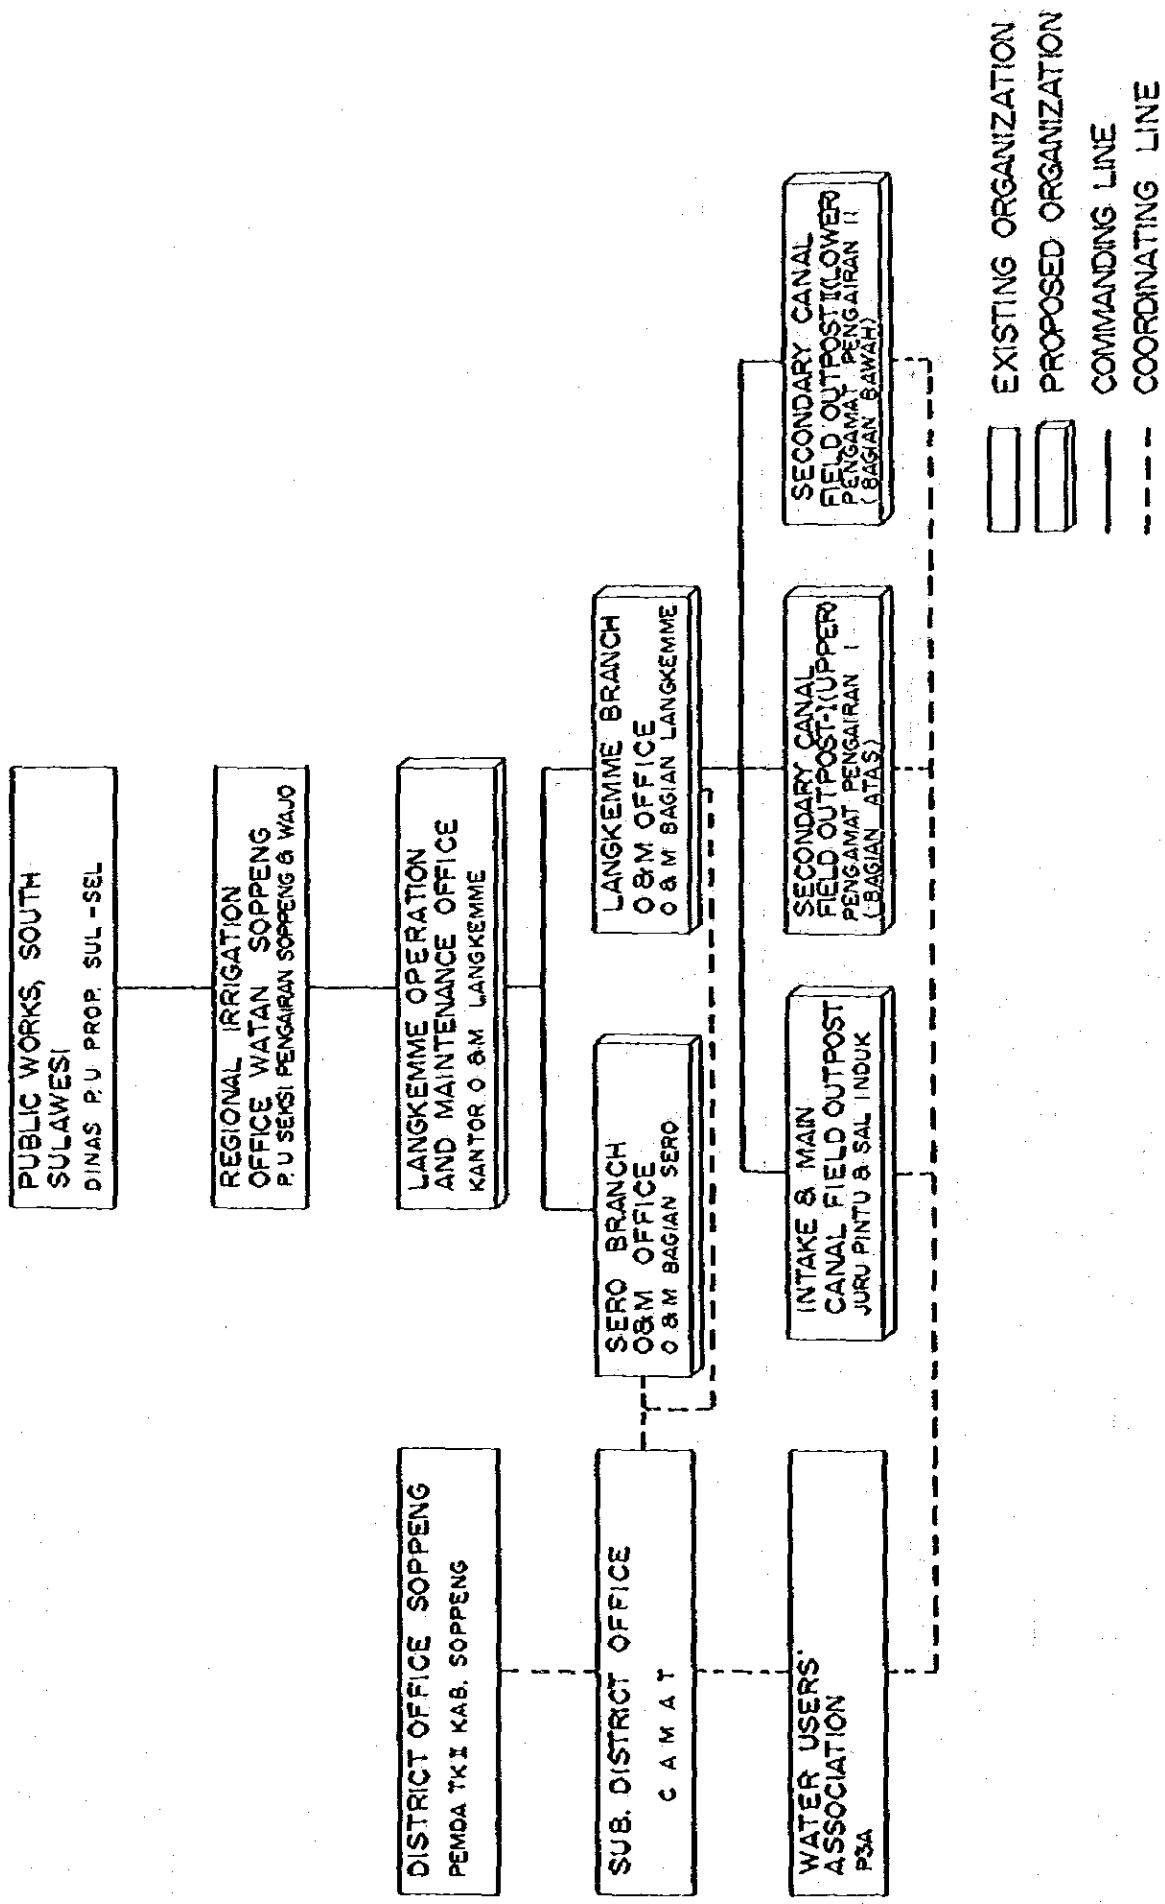 PUBLIC WORKS, SOUTH
SULAWESI
DINAS P.U PROP. SUL-SEL
REGIONAL IRRIGATION
OFFICE WATAN SOPPENG
P.U SEKSI PENGAIRAN SOPPENG & WAJO
DISTRICT OFFICE SOPPENG
PEMDA TKII KAB. SOPPENG
LANGKEMME OPERATION
AND MAINTENANCE OFFICE
KANTOR O & M LANGKEMME
SUB. DISTRICT OFFICE
CAMAT
SERO BRANCH
O&M OFFICE
O & M BAGIAN SERO
LANGKEMME BRANCH
O&M OFFICE
O & M BAGIAN LANGKEMME
WATER USERS'
ASSOCIATION
P3A
INTAKE & MAIN
CANAL FIELD OUTPOST
JURU PINTU & SAL INDUK
SECONDARY CANAL
FIELD OUTPOST-I(UPPER)
PENGAMAT PENGAIRAN I
(BAGIAN ATAS)
SECONDARY CANAL
FIELD OUTPOST II(LOWER)
PENGAMAT PENGAIRAN II
(BAGIAN BAWAH)
EXISTING ORGANIZATION
PROPOSED ORGANIZATION
COMMANDING LINE
COORDINATING LINE